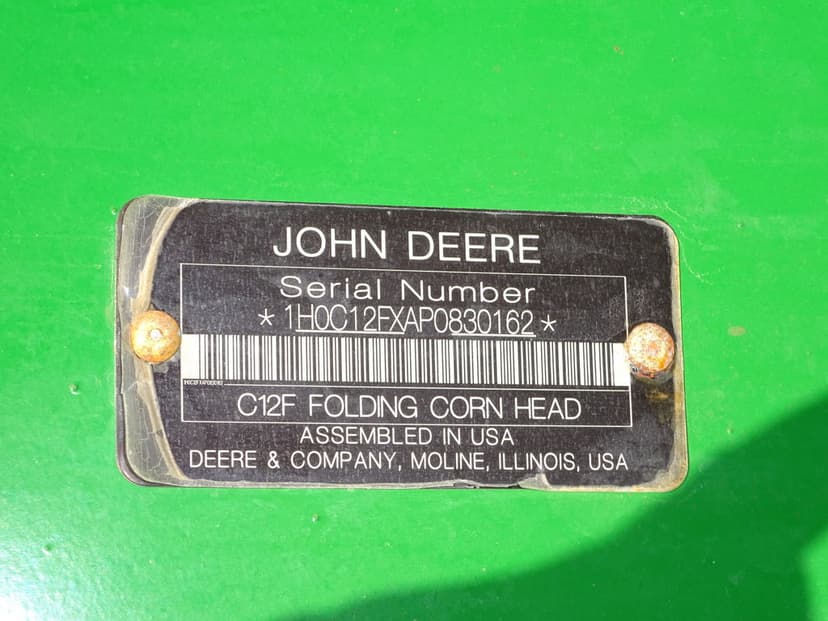 JOHN DEERE
Serial Number
*1H0C12FXAP0830162*
C12F FOLDING CORN HEAD
ASSEMBLED IN USA
DEERE & COMPANY, MOLINE, ILLINOIS, USA